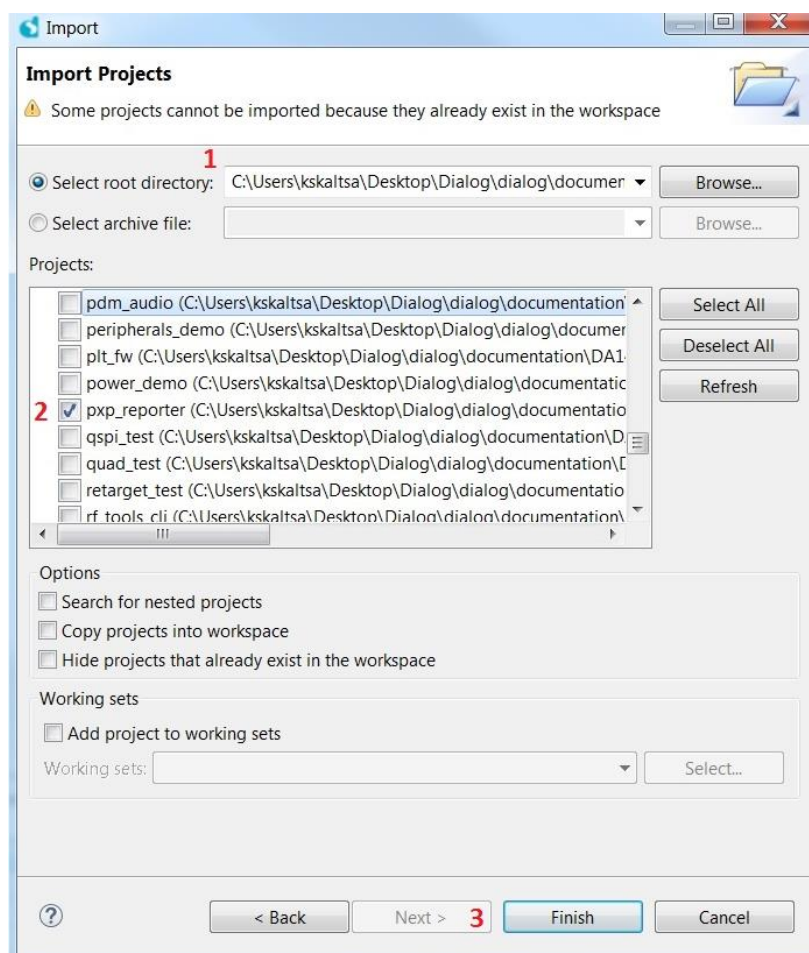 Import
Import Projects
Some projects cannot be imported because they already exist in the workspace
1
Select root directory: C:\Users\kskaltsa\Desktop\Dialog\dialog\documen Browse...
Select archive file: Browse...
Projects:
pdm_audio (C:\Users\kskaltsa\Desktop\Dialog\dialog\documentation\ Select All
peripherals_demo (C:\Users\kskaltsa\Desktop\Dialog\dialog\documen
plt_fw (C:\Users\kskaltsa\Desktop\Dialog\dialog\documentation\DA1 Deselect All
power_demo (C:\Users\kskaltsa\Desktop\Dialog\dialog\documentatic Refresh
2 pxp_reporter (C:\Users\kskaltsa\Desktop\Dialog\dialog\documentatio
qspi_test (C:\Users\kskaltsa\Desktop\Dialog\dialog\documentation\D
quad_test (C:\Users\kskaltsa\Desktop\Dialog\dialog\documentation\D
retarget_test (C:\Users\kskaltsa\Desktop\Dialog\dialog\documentatio
rf_tools_cli (C:\Users\kskaltsa\Desktop\Dialog\dialog\documentation\
Options
Search for nested projects
Copy projects into workspace
Hide projects that already exist in the workspace
Working sets
Add project to working sets
Working sets: Select...
? < Back Next > 3 Finish Cancel